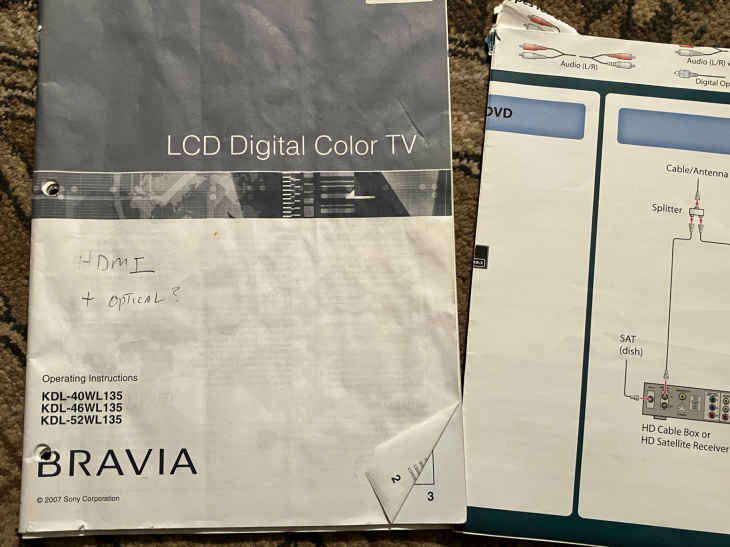 LCD Digital Color TV
HDMI
+ OPTICAL?
Operating Instructions
KDL-40WL135
KDL-46WL135
KDL-52WL135
BRAVIA
© 2007 Sony Corporation
2
3
Audio (L/R)
Audio (L/R)
Digital
DVD
Cable/Antenna
Splitter
SAT
(dish)
HD Cable Box or
HD Satellite Receiver